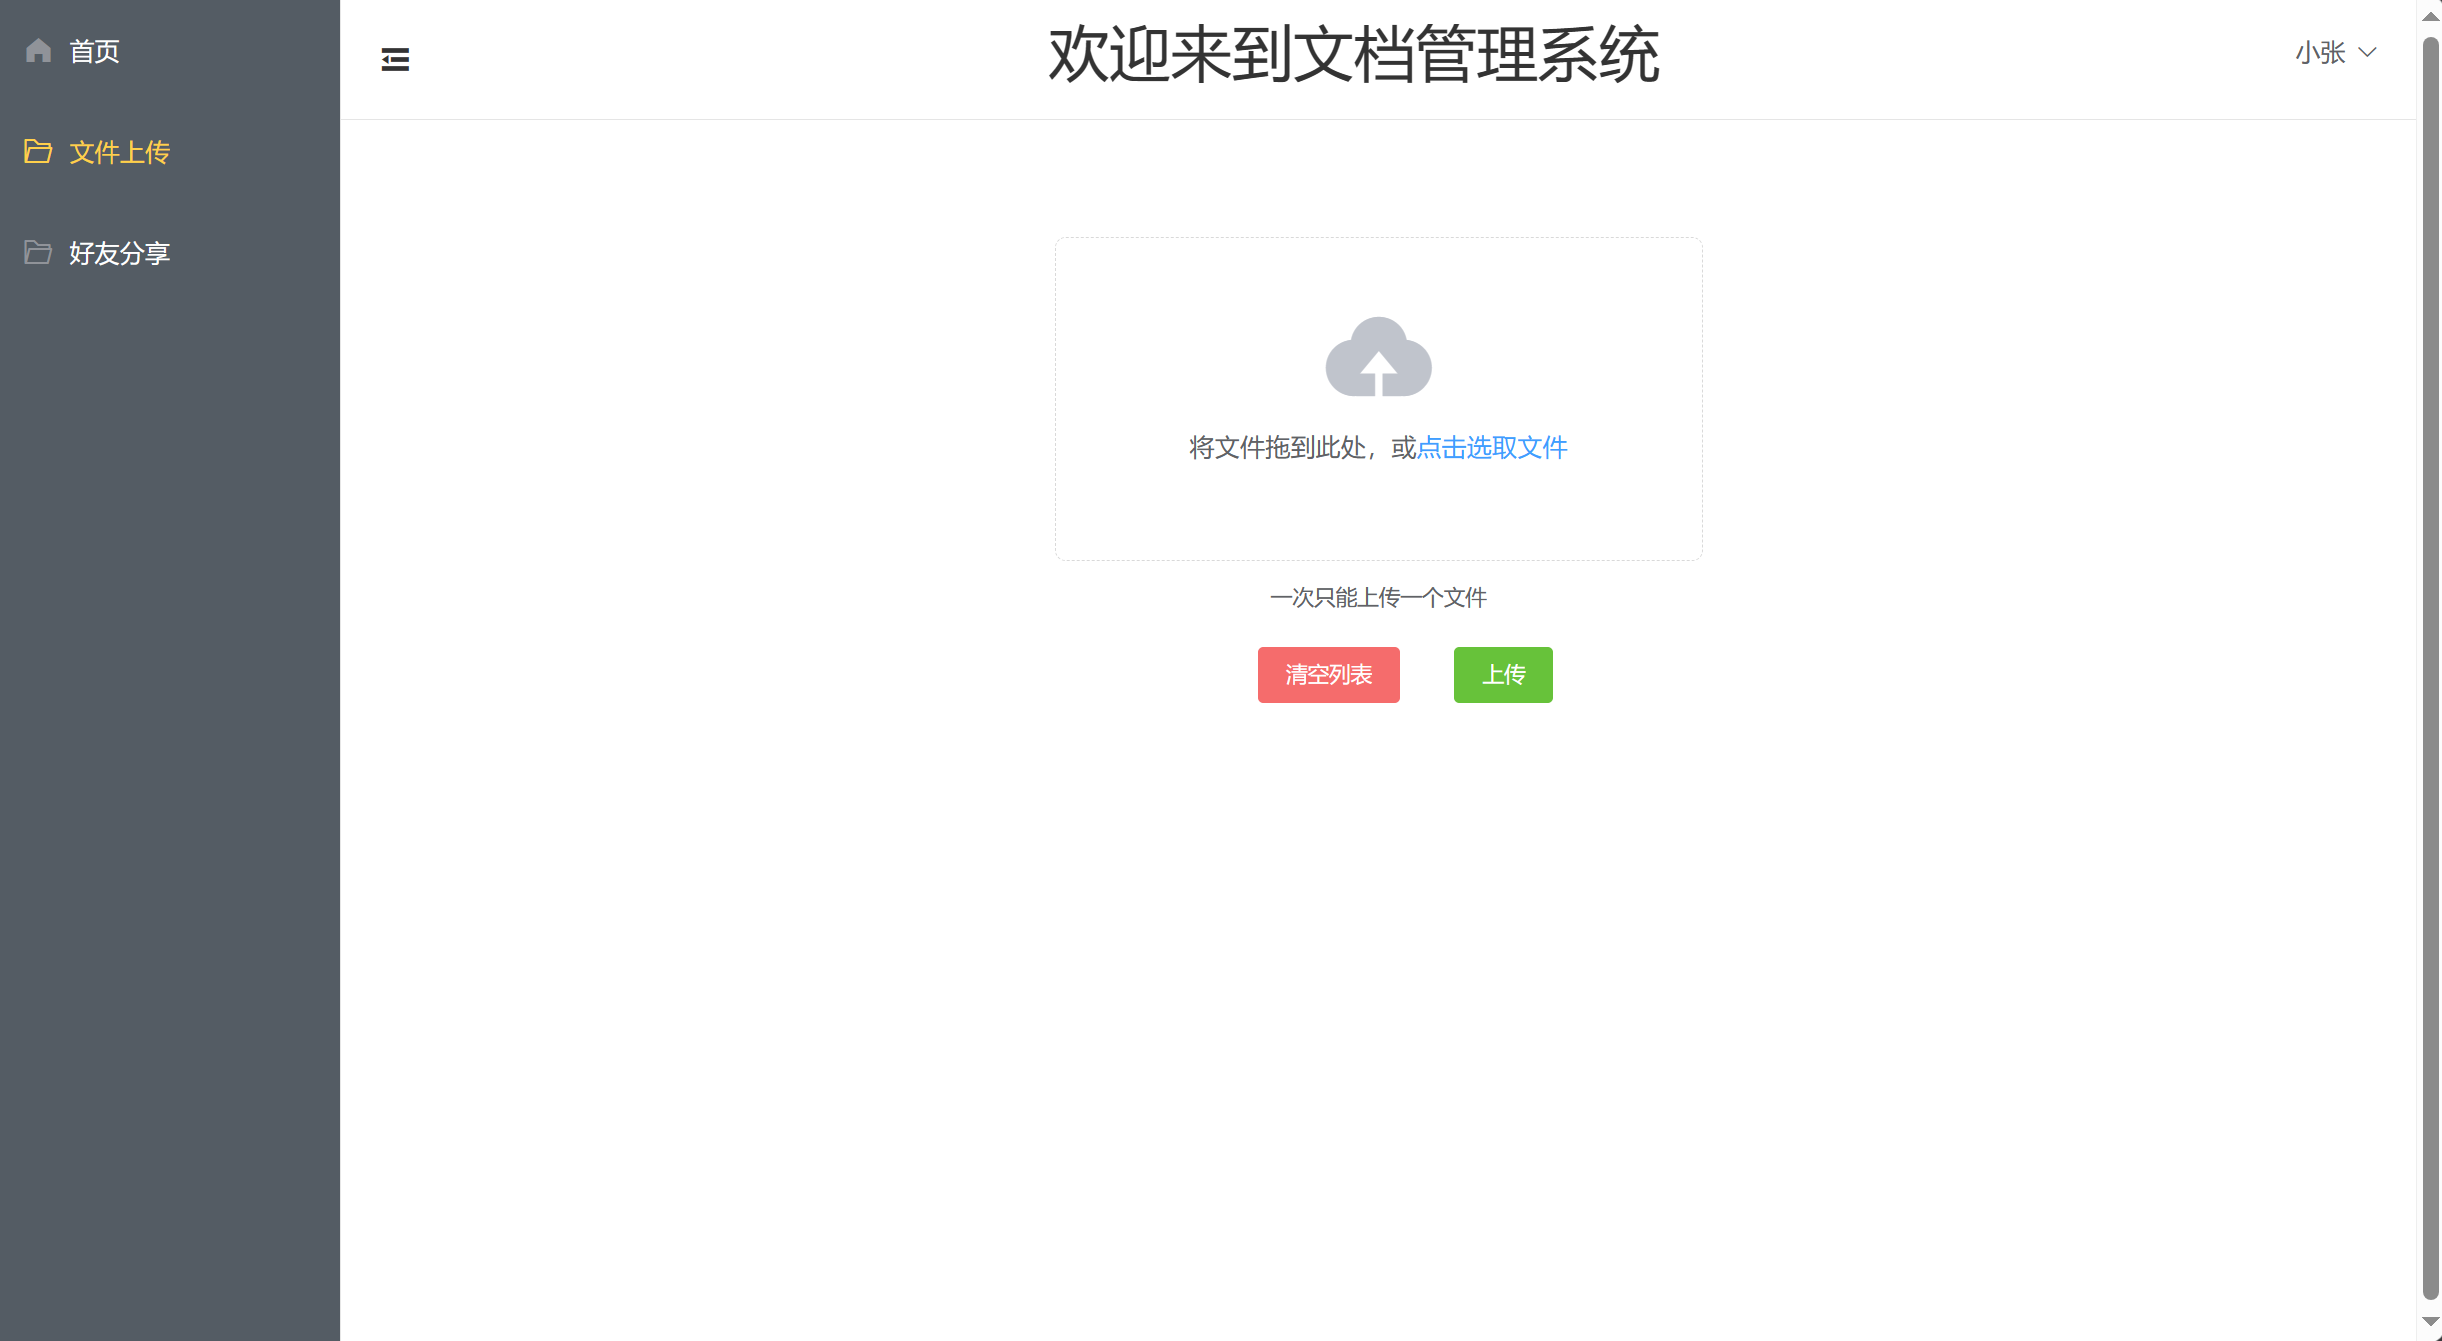 首页
文件上传
好友分享
欢迎来到文档管理系统
小张
将文件拖到此处，或点击选取文件
一次只能上传一个文件
清空列表
上传